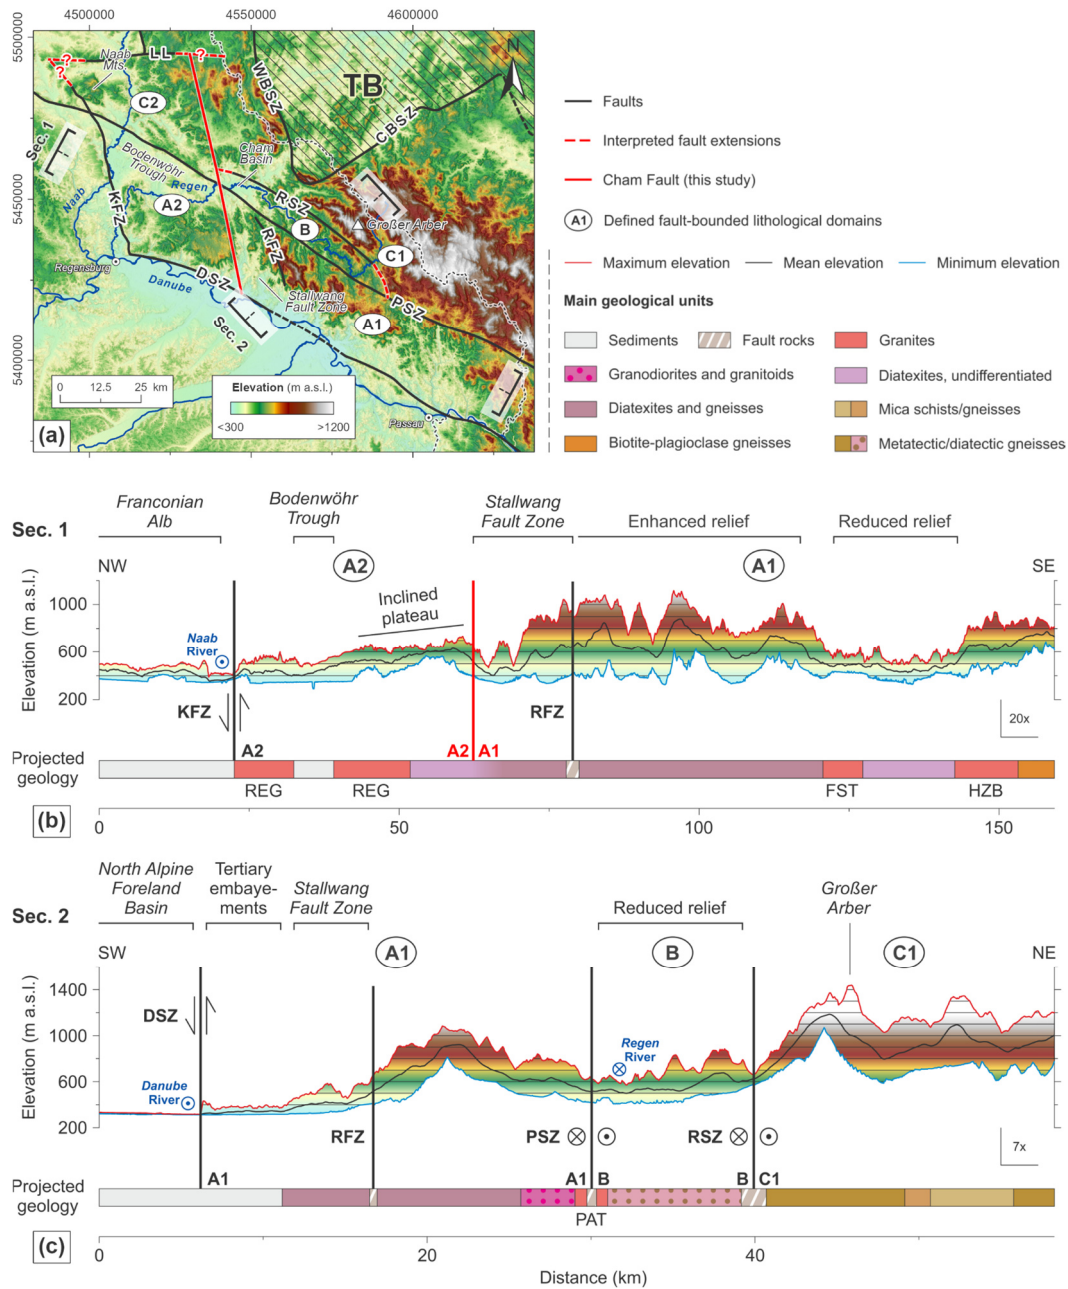 4500000
4550000
4600000
5500000
5450000
5400000
Naab
Mts.
LL
?
?
?
N
TB
WBSZ
CBSZ
C2
Sec. 1
Bodenwöhr
Trough
Cham
Basin
Regen
Naab
KFZ
A2
RSZ
B
Großer Arber
RFZ
C1
Regensburg
DSZ
Danube
Stallwang
Fault Zone
PSZ
A1
Sec. 2
Passau
0 12.5 25 km
Elevation (m a.s.l.)
<300 >1200
(a)
Faults
Interpreted fault extensions
Cham Fault (this study)
A1 Defined fault-bounded lithological domains
Maximum elevation Mean elevation Minimum elevation
Main geological units
Sediments Fault rocks Granites
Granodiorites and granitoids Diatexites, undifferentiated
Diatexites and gneisses Mica schists/gneisses
Biotite-plagioclase gneisses Metatectic/diatectic gneisses
Sec. 1
Franconian
Alb
Bodenwöhr
Trough
Stallwang
Fault Zone
Enhanced relief
Reduced relief
NW
A2
A1
SE
Elevation (m a.s.l.)
1000
600
200
Naab
River
Inclined
plateau
KFZ
RFZ
20x
A2
A2 A1
Projected
geology
REG REG FST HZB
(b)
0 50 100 150
Sec. 2
North Alpine
Foreland
Basin
Tertiary
embaye-
ments
Stallwang
Fault Zone
Reduced relief
Großer
Arber
SW
A1
B
C1
NE
Elevation (m a.s.l.)
1400
1000
600
200
DSZ
Danube
River
Regen
River
RFZ
PSZ
RSZ
7x
A1
A1 B
B C1
Projected
geology
PAT
(c)
0 20 40
Distance (km)